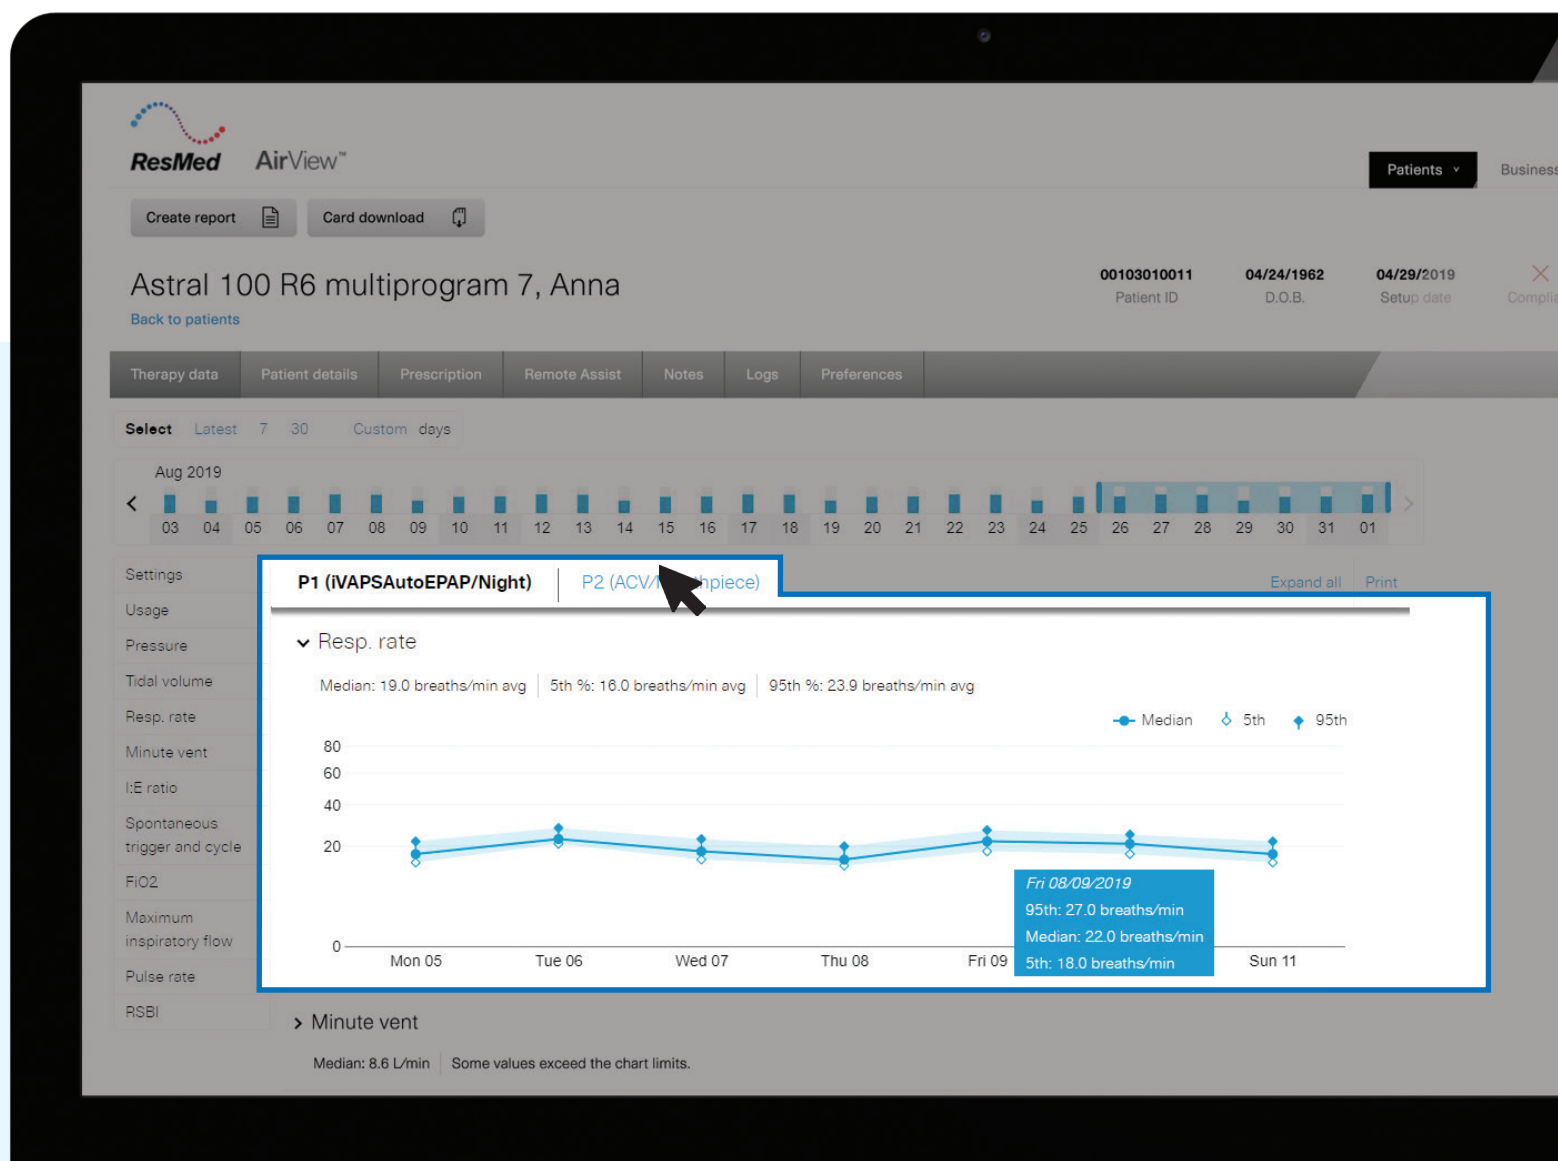 ResMed AirView™
Patients Business
Create report Card download
Astral 100 R6 multiprogram 7, Anna
00103010011 04/24/1962 04/29/2019
Patient ID D.O.B. Setup date
Back to patients
Therapy data Patient details Prescription Remote Assist Notes Logs Preferences
Select Latest 7 30 Custom days
Aug 2019
03 04 05 06 07 08 09 10 11 12 13 14 15 16 17 18 19 20 21 22 23 24 25 26 27 28 29 30 31 01
Settings
Usage
Pressure
Tidal volume
Resp. rate
Minute vent
I:E ratio
Spontaneous
trigger and cycle
FiO2
Maximum
inspiratory flow
Pulse rate
RSBI
P1 (iVAPSAutoEPAP/Night) P2 (ACV/ hpiece) Expand all Print
Resp. rate
Median: 19.0 breaths/min avg 5th %: 16.0 breaths/min avg 95th %: 23.9 breaths/min avg
Median 5th 95th
80
60
40
20
0
Mon 05 Tue 06 Wed 07 Thu 08 Fri 09 Sun 11
Fri 08/09/2019
95th: 27.0 breaths/min
Median: 22.0 breaths/min
5th: 18.0 breaths/min
Minute vent
Median: 8.6 L/min Some values exceed the chart limits.